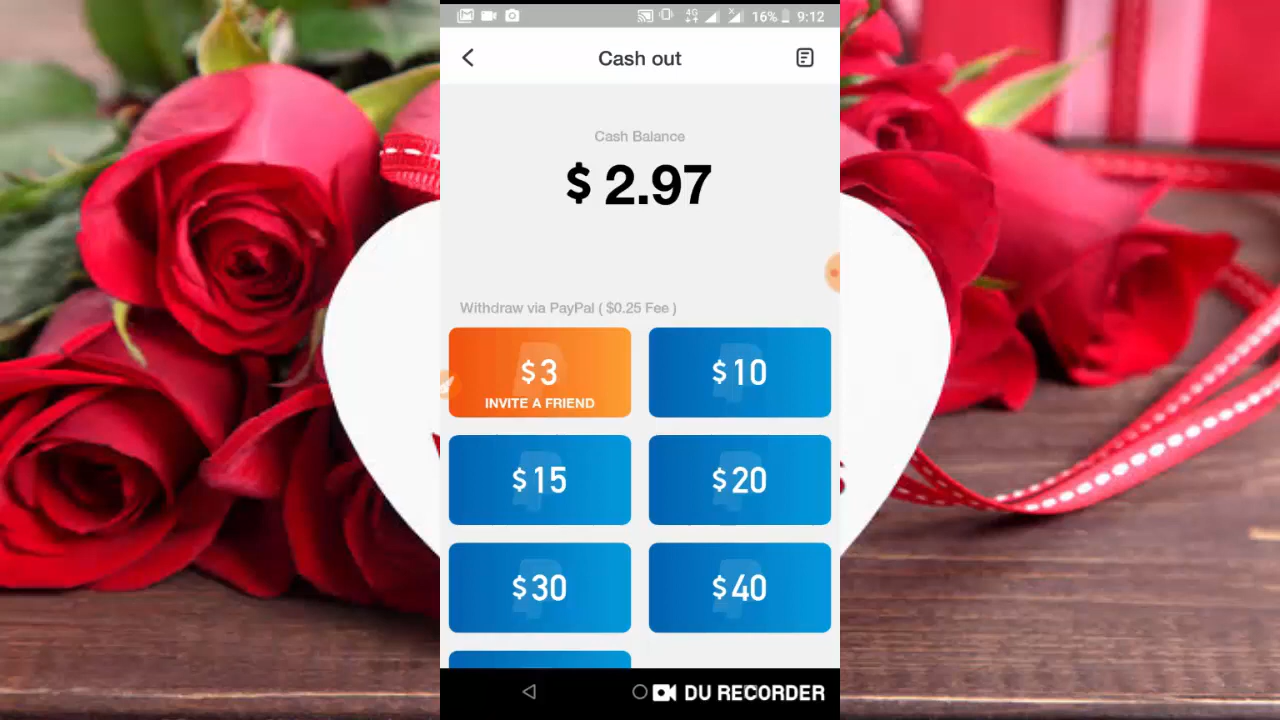 4G 16% 9:12
Cash out
Cash Balance
$ 2.97
Withdraw via PayPal ( $0.25 Fee )
$3 $10
INVITE A FRIEND
$15 $20
$30 $40
DU RECORDER